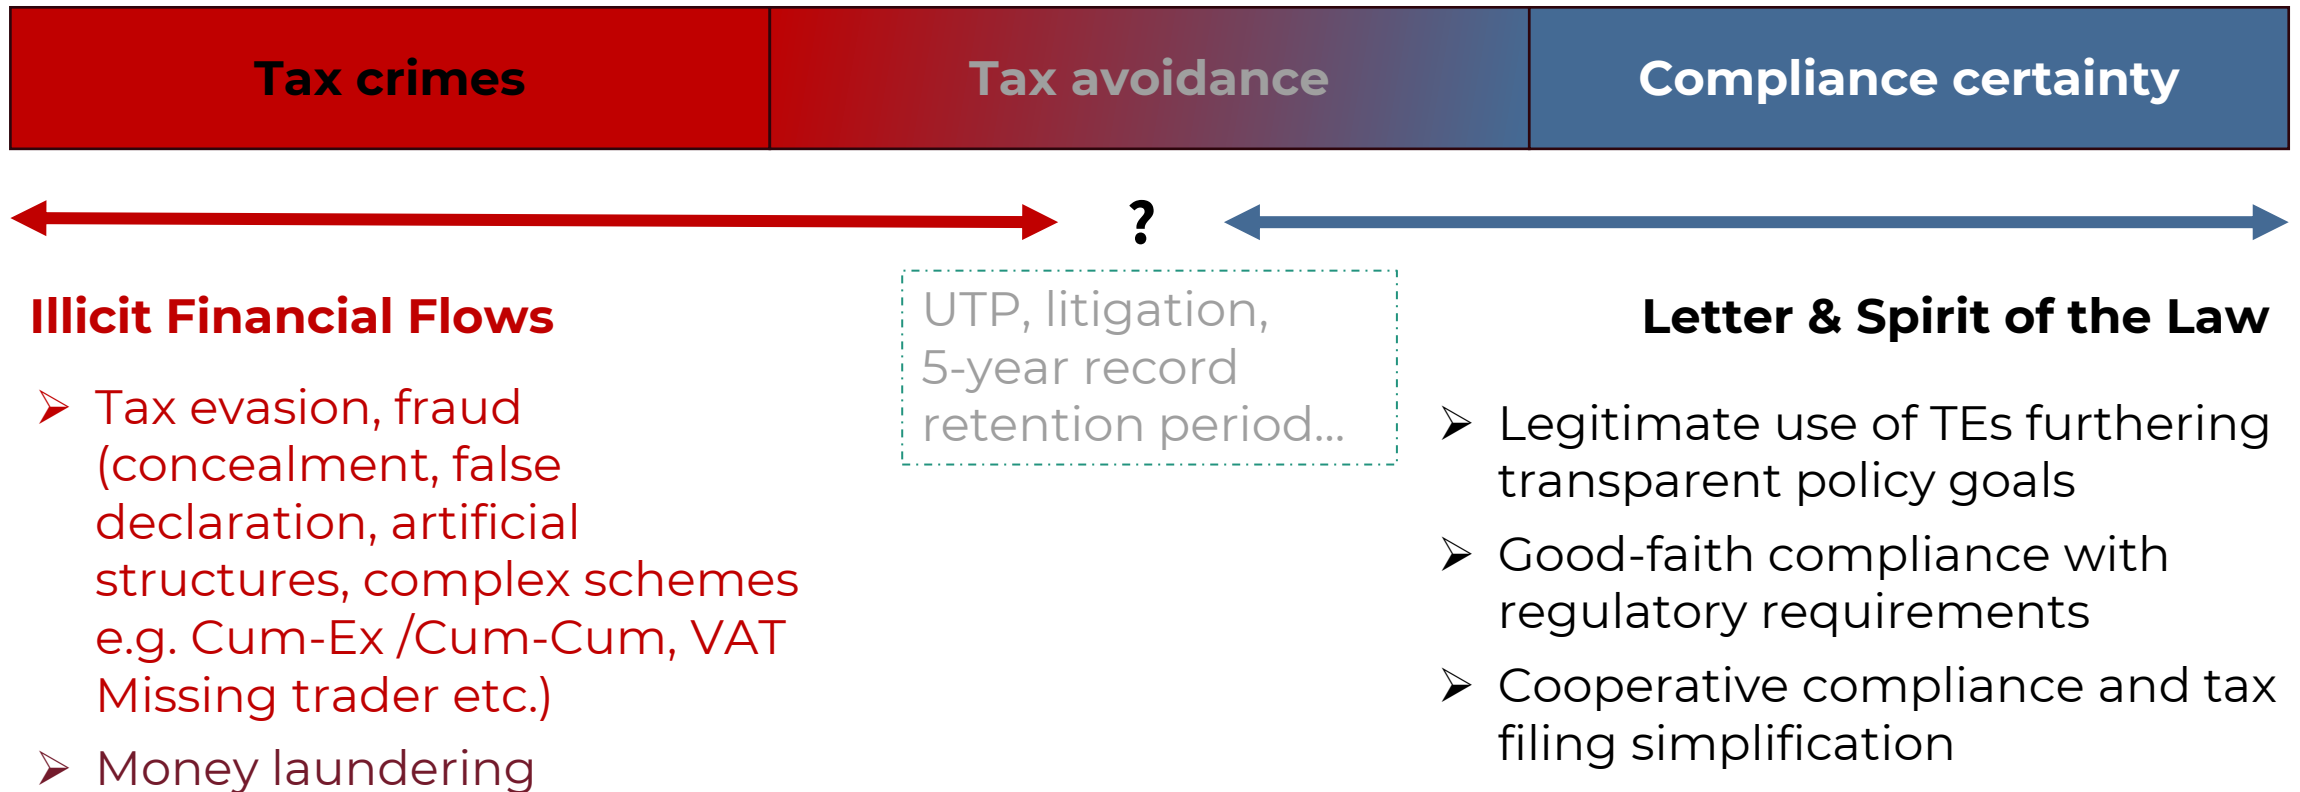 Tax crimes
Tax avoidance
Compliance certainty
?
Illicit Financial Flows
➢ Tax evasion, fraud
(concealment, false
declaration, artificial
structures, complex schemes
e.g. Cum-Ex /Cum-Cum, VAT
Missing trader etc.)
➢ Money laundering
UTP, litigation,
5-year record
retention period...
Letter & Spirit of the Law
➢ Legitimate use of TEs furthering
transparent policy goals
➢ Good-faith compliance with
regulatory requirements
➢ Cooperative compliance and tax
filing simplification